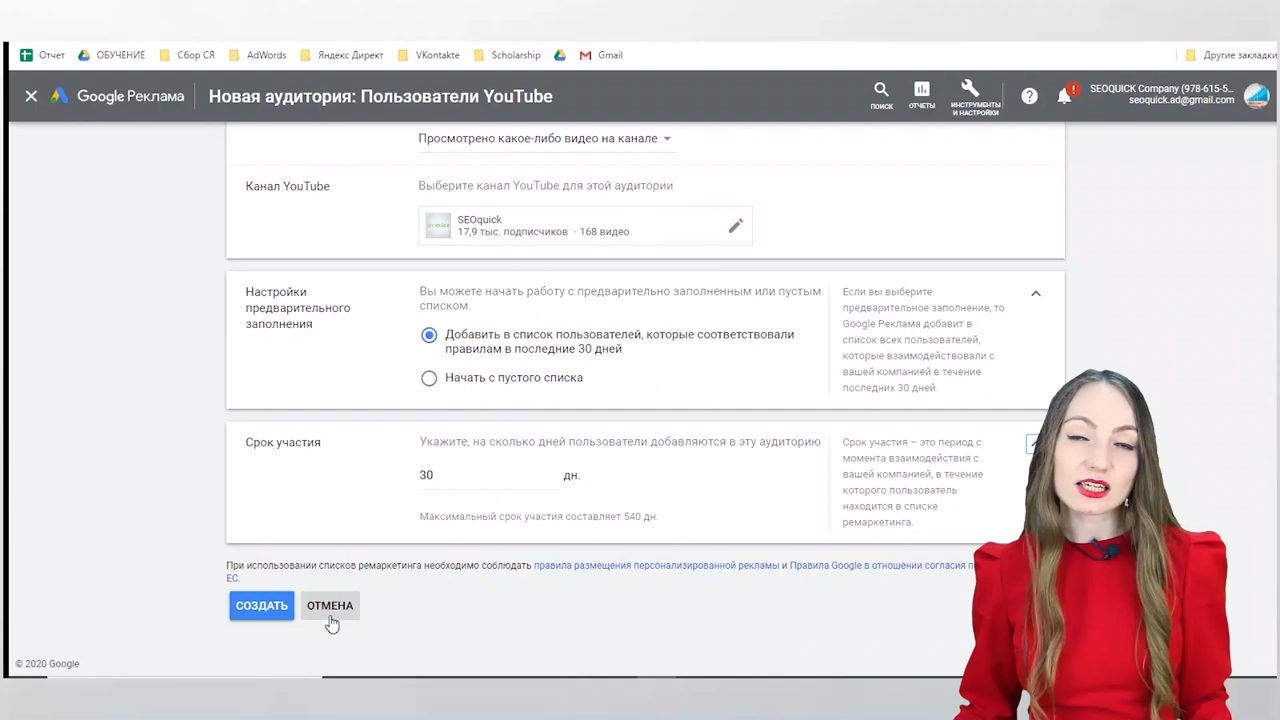 Отчет ОБУЧЕНИЕ Сбор СЯ AdWords Яндекс Директ VKontakte Scholarship Gmail Другие закладки
Google Реклама Новая аудитория: Пользователи YouTube
ПОИСК ОТЧЕТЫ ИНСТРУМЕНТЫ И НАСТРОЙКИ
SEOQUICK Company (978-615-5...
seoquick.ad@gmail.com
Просмотрено какое-либо видео на канале
Канал YouTube
Выберите канал YouTube для этой аудитории
SEOquick
17,9 тыс. подписчиков · 168 видео
Настройки
предварительного
заполнения
Вы можете начать работу с предварительно заполненным или пустым
списком.
Добавить в список пользователей, которые соответствовали
правилам в последние 30 дней
Начать с пустого списка
Если вы выберите
предварительное заполнение, то
Google Реклама добавит в
список всех пользователей,
которые взаимодействовали с
вашей компанией в течение
последних 30 дней.
Срок участия
Укажите, на сколько дней пользователи добавляются в эту аудиторию
30 дн.
Максимальный срок участия составляет 540 дн.
Срок участия – это период с
момента взаимодействия с
вашей компанией, в течение
которого пользователь
находится в списке
ремаркетинга.
При использовании списков ремаркетинга необходимо соблюдать правила размещения персонализированной рекламы и Правила Google в отношении согласия
ЕС.
СОЗДАТЬ ОТМЕНА
© 2020 Google